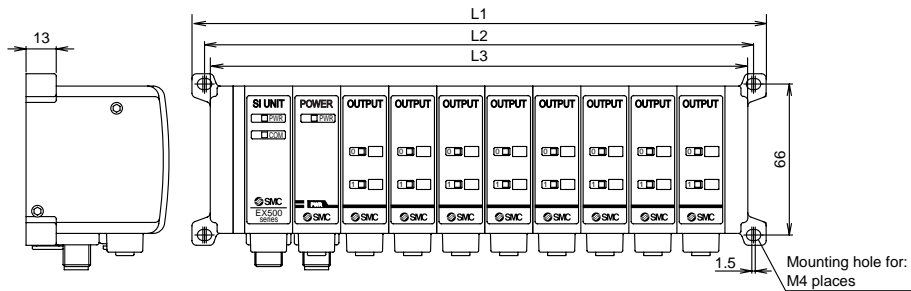 L1
L2
L3
13
SI UNIT POWER OUTPUT OUTPUT OUTPUT OUTPUT OUTPUT OUTPUT OUTPUT OUTPUT
PWR PWR
COM
0 0 0 0 0 0 0 0
1 1 1 1 1 1 1 1
66
SMC PWR
EX500 SMC SMC SMC SMC SMC SMC SMC SMC SMC
series
1.5
Mounting hole for:
M4 places